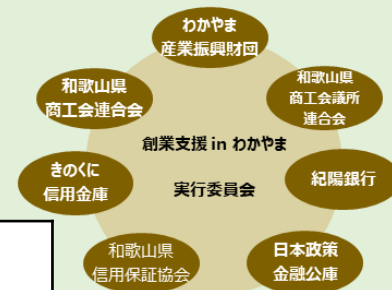 わかやま
産業振興財団
和歌山県
商工会連合会
和歌山県
商工会議所
連合会
創業支援 in わかやま
実行委員会
きのくに
信用金庫
紀陽銀行
和歌山県
信用保証協会
日本政策
金融公庫